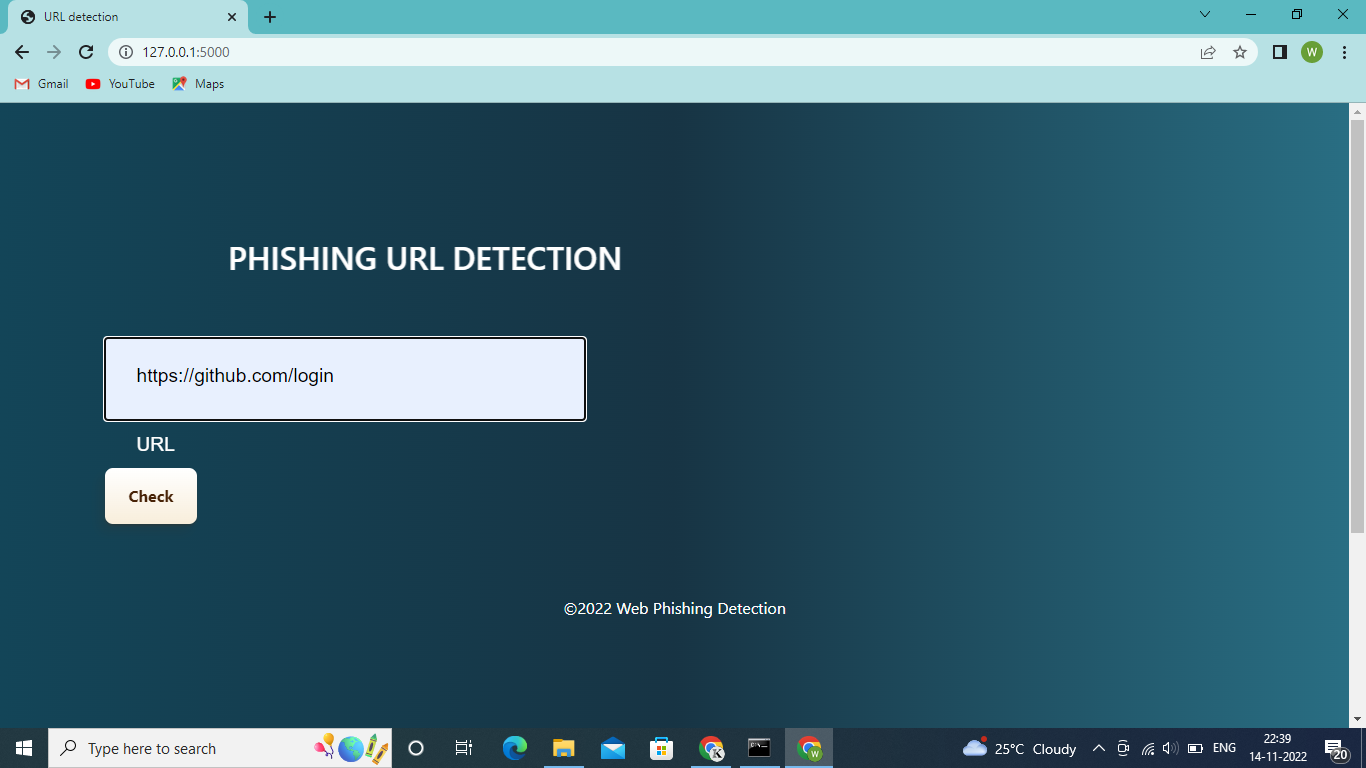 URL detection
127.0.0.1:5000
W
Gmail
YouTube
Maps
PHISHING URL DETECTION
https://github.com/login
URL
Check
©2022 Web Phishing Detection
Type here to search
K
W
25°C Cloudy
ENG
22:39
14-11-2022
20